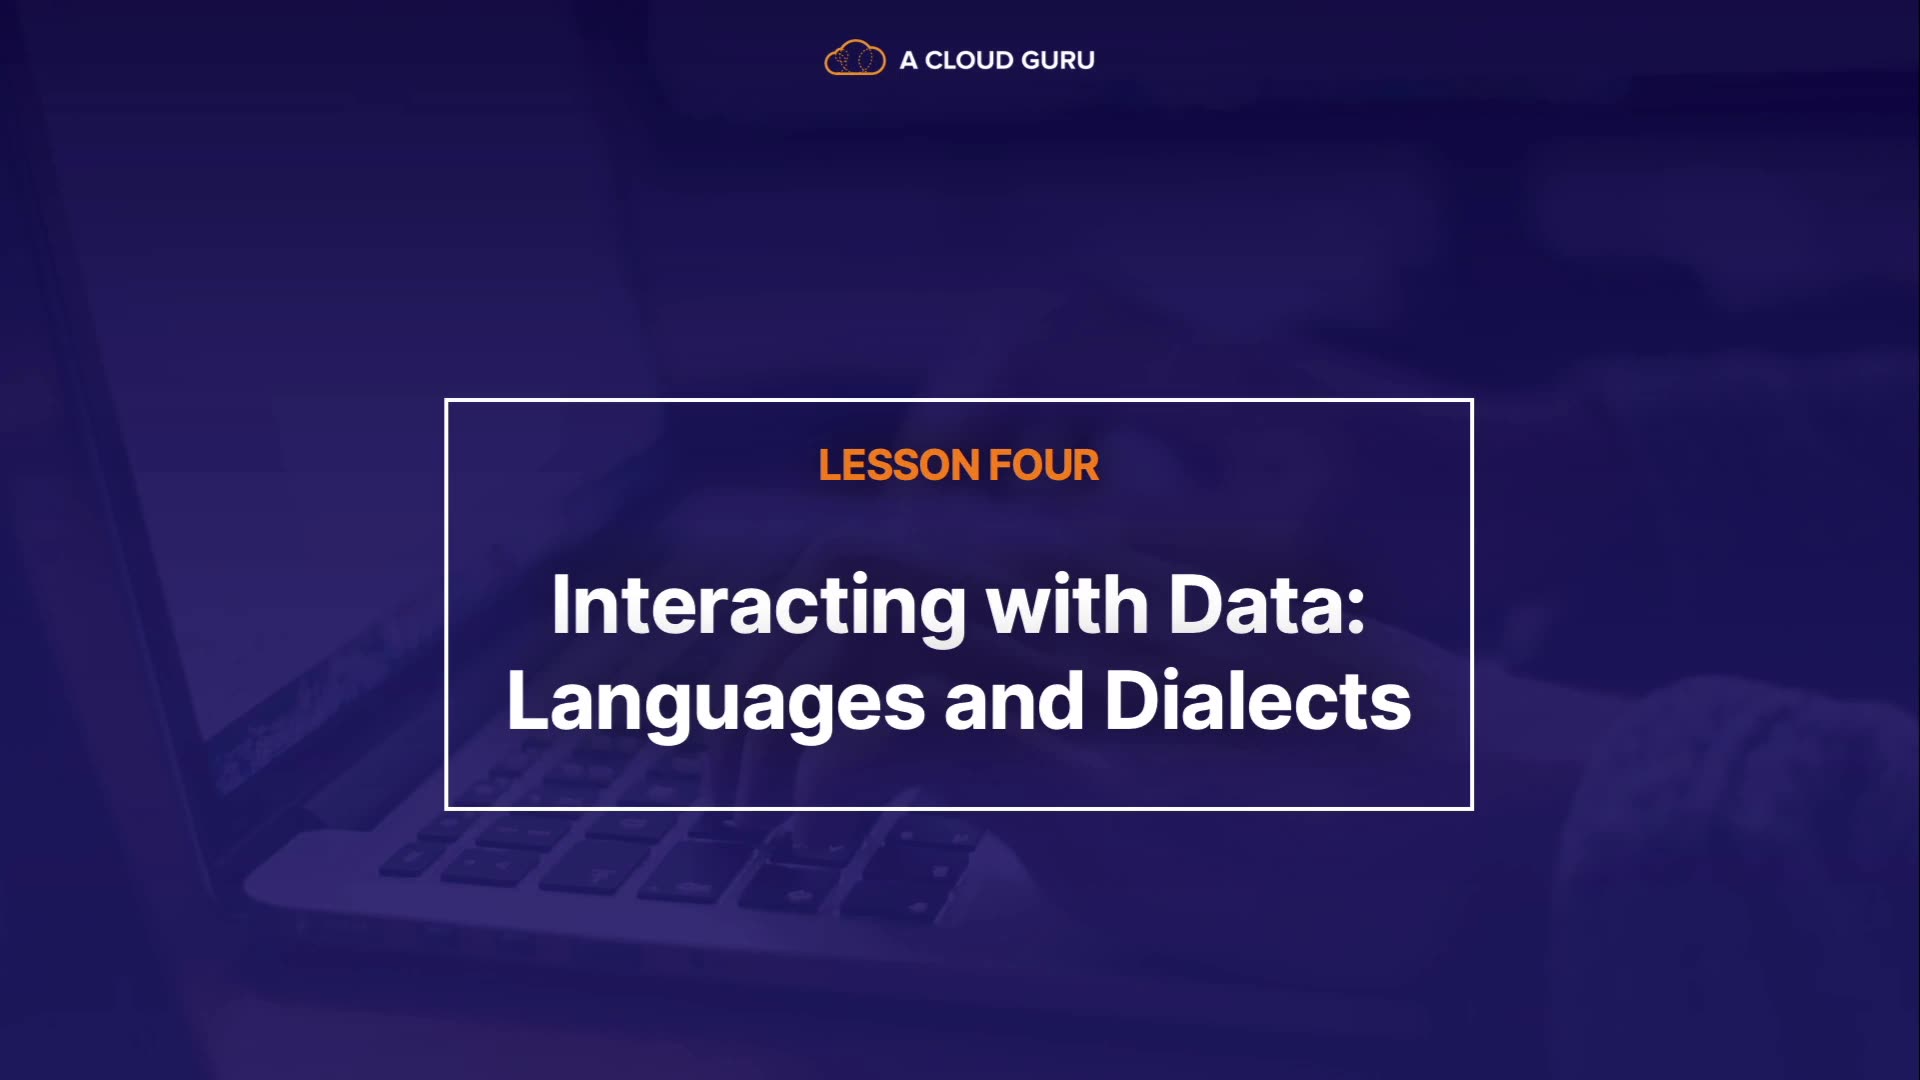 A CLOUD GURU
LESSON FOUR
Interacting with Data:
Languages and Dialects